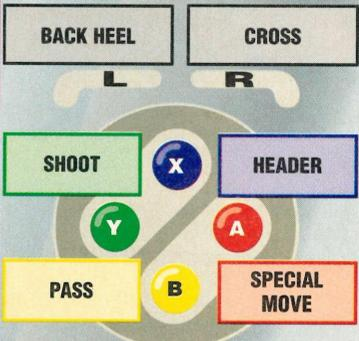 BACK HEEL
CROSS
L
R
SHOOT
X
HEADER
Y
A
PASS
B
SPECIAL
MOVE